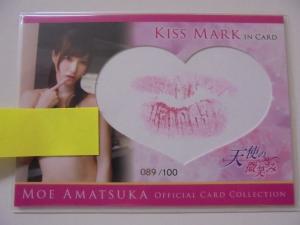 KISS MARK IN CARD
089/100
天使の
微笑み
MOE AMATSUKA OFFICIAL CARD COLLECTION